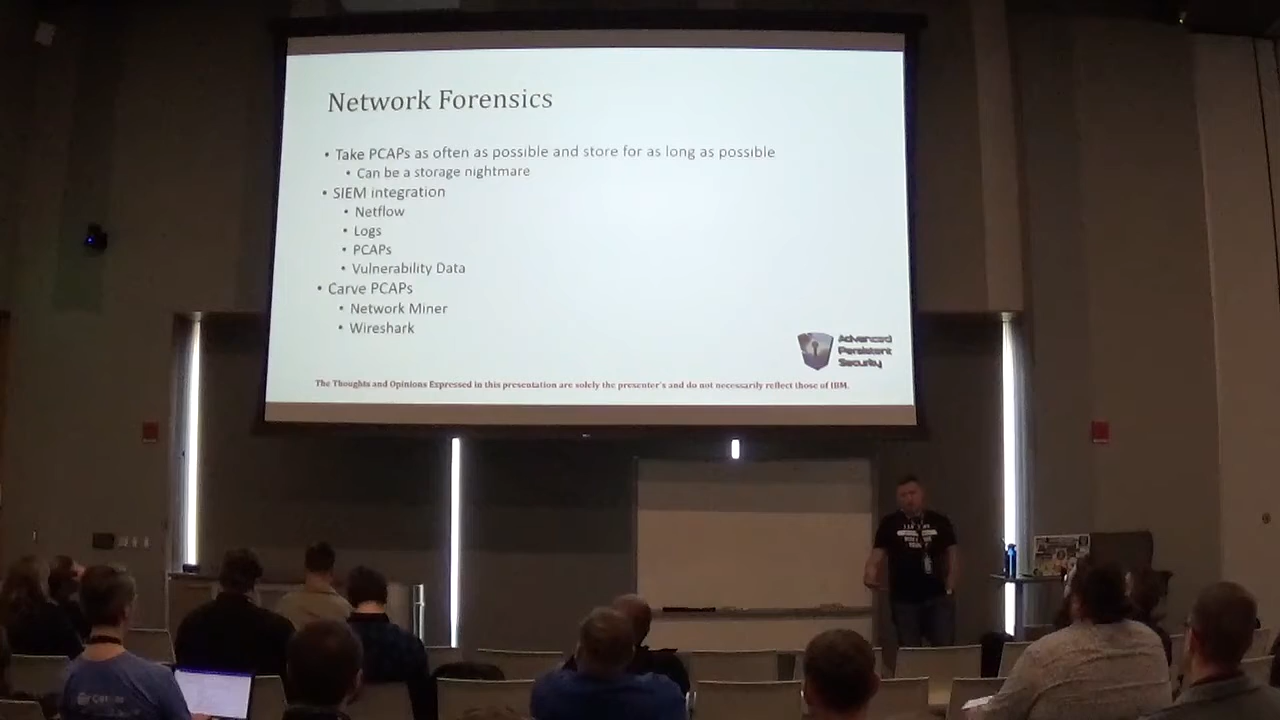 Network Forensics
• Take PCAPs as often as possible and store for as long as possible
• Can be a storage nightmare
• SIEM integration
• Netflow
• Logs
• PCAPs
• Vulnerability Data
• Carve PCAPs
• Network Miner
• Wireshark
Advanced
Persistent
Security
The Thoughts and Opinions Expressed in this presentation are solely the presenter's and do not necessarily reflect those of IBM.